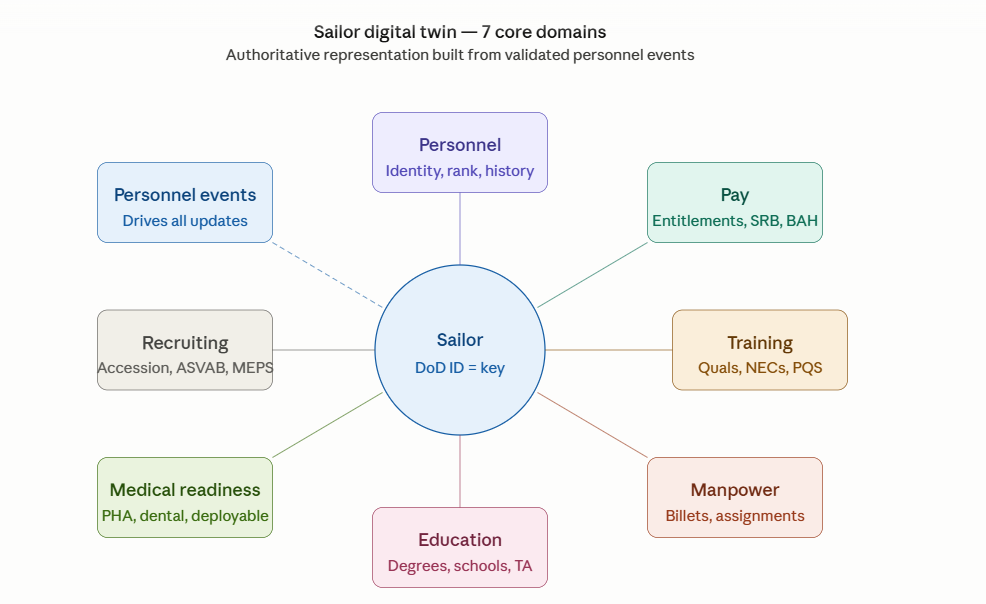 Sailor digital twin — 7 core domains
Authoritative representation built from validated personnel events
Personnel
Identity, rank, history
Personnel events
Drives all updates
Pay
Entitlements, SRB, BAH
Recruiting
Accession, ASVAB, MEPS
Sailor
DoD ID = key
Training
Quals, NECs, PQS
Medical readiness
PHA, dental, deployable
Manpower
Billets, assignments
Education
Degrees, schools, TA